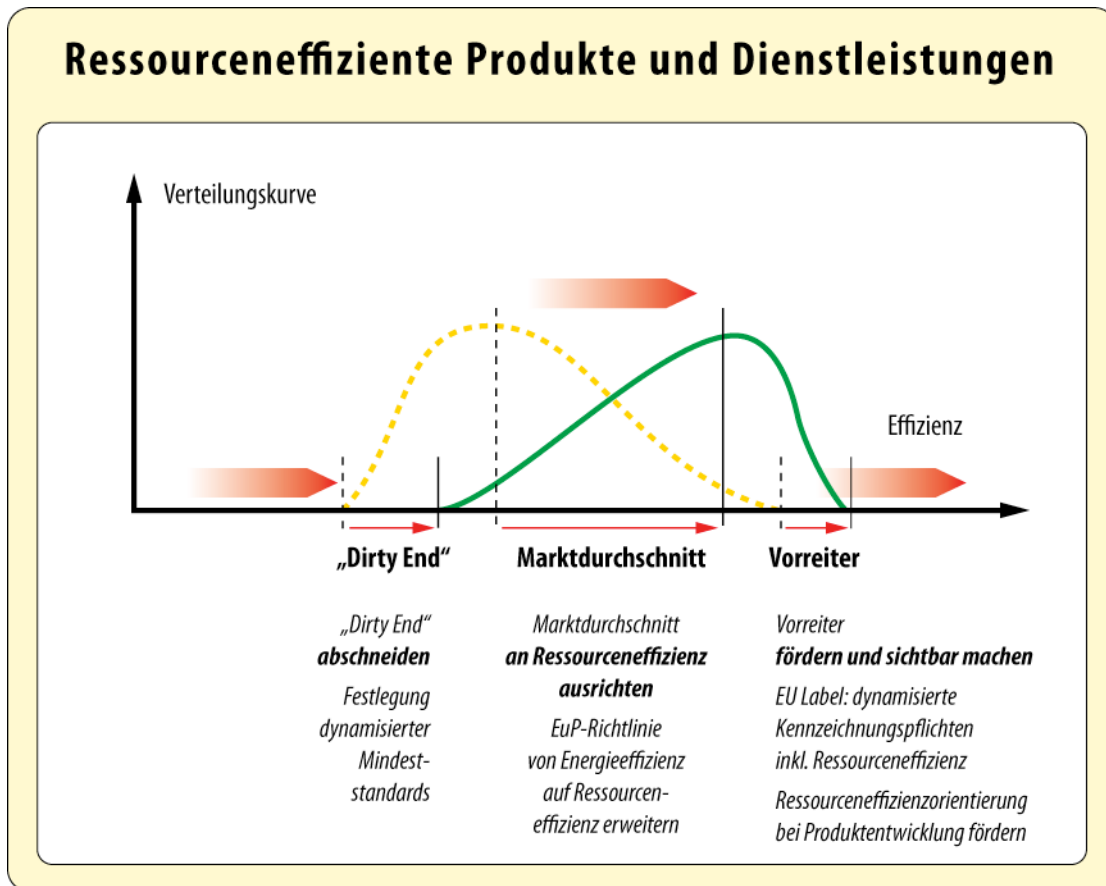 Ressourceneffiziente Produkte und Dienstleistungen
Verteilungskurve
Effizienz
„Dirty End“
Marktdurchschnitt
Vorreiter
„Dirty End“
abschneiden
Festlegung
dynamisierter
Mindest-
standards
Marktdurchschnitt
an Ressourceneffizienz
ausrichten
EuP-Richtlinie
von Energieeffizienz
auf Ressourcen-
effizienz erweitern
Vorreiter
fördern und sichtbar machen
EU Label: dynamisierte
Kennzeichnungspflichten
inkl. Ressourceneffizienz
Ressourceneffizienzorientierung
bei Produktentwicklung fördern